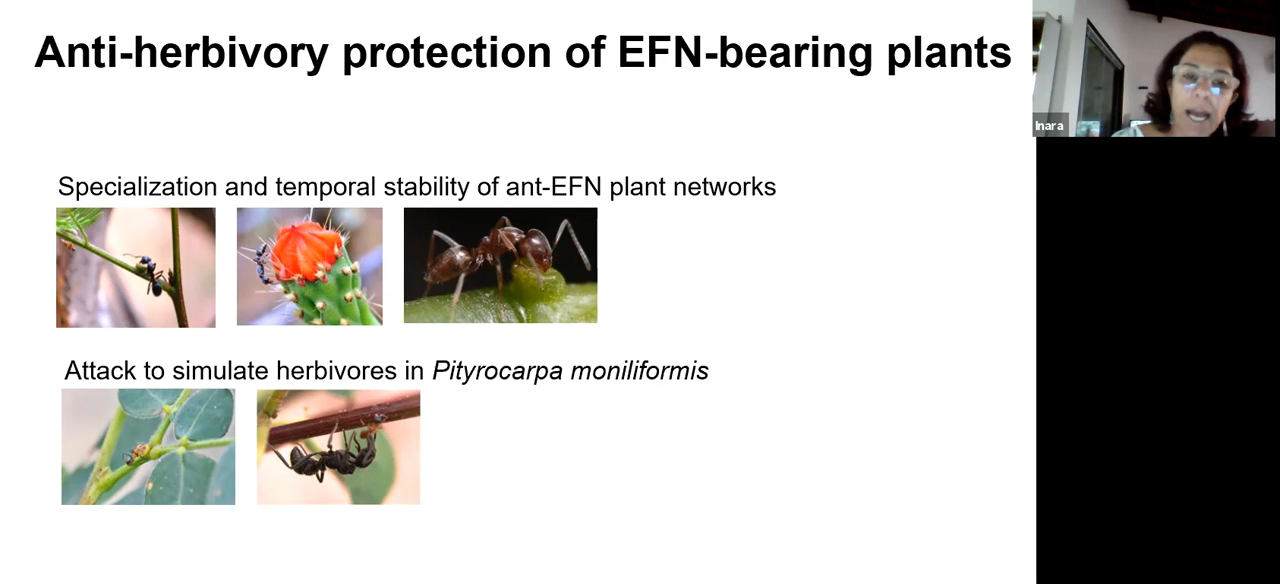 Anti-herbivory protection of EFN-bearing plants
Inara
Specialization and temporal stability of ant-EFN plant networks
Attack to simulate herbivores in Pityrocarpa moniliformis